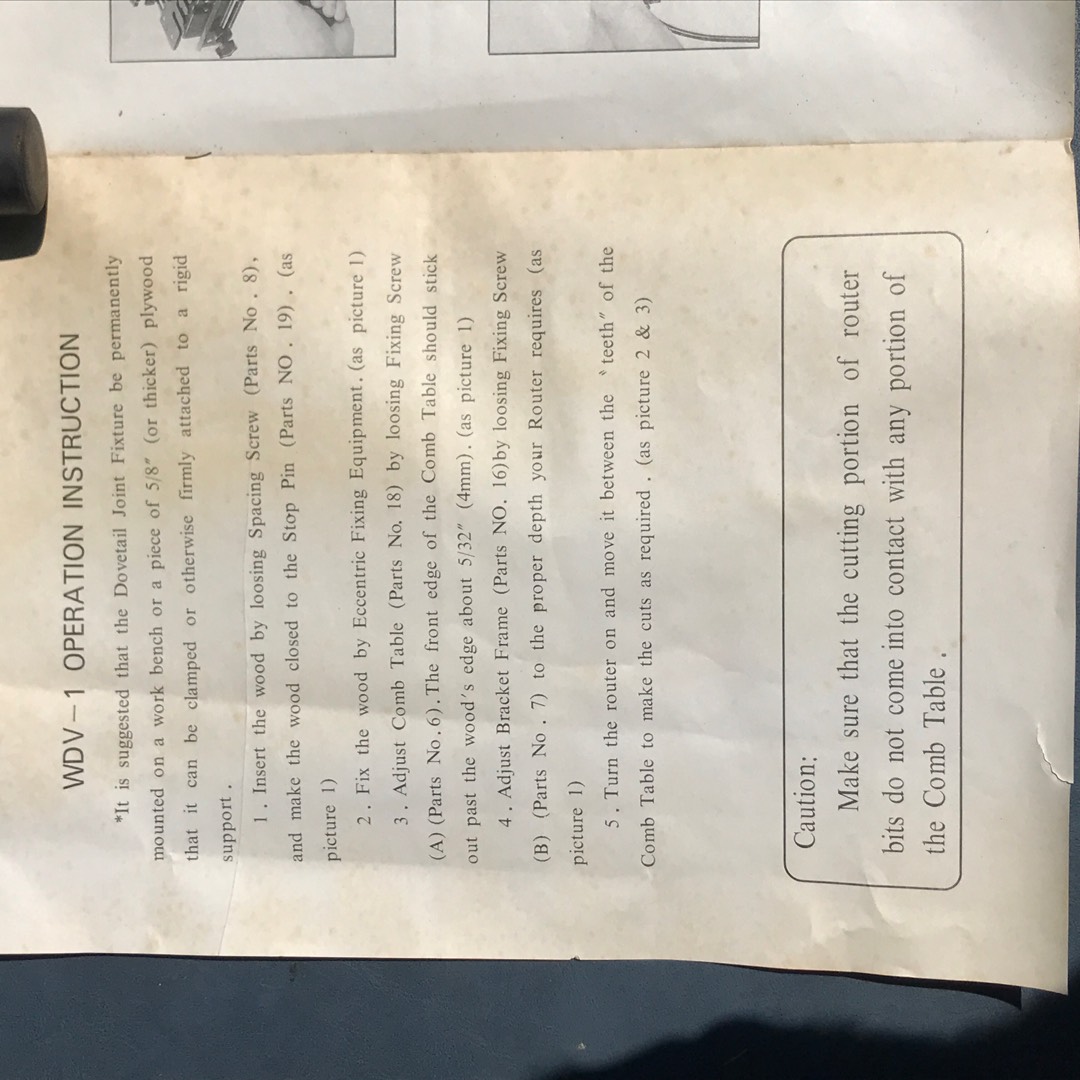 WDV－1 OPERATION INSTRUCTION
*It is suggested that the Dovetail Joint Fixture be permanently
mounted on a work bench or a piece of 5/8″ (or thicker) plywood
that it can be clamped or otherwise firmly attached to a rigid
support .
1 . Insert the wood by loosing Spacing Screw (Parts No . 8),
and make the wood closed to the Stop Pin (Parts NO . 19) . (as
picture 1)
2 . Fix the wood by Eccentric Fixing Equipment. (as picture 1)
3 . Adjust Comb Table (Parts No. 18) by loosing Fixing Screw
(A) (Parts No. 6). The front edge of the Comb Table should stick
out past the wood's edge about 5/32″ (4mm). (as picture 1)
4 . Adjust Bracket Frame (Parts NO. 16)by loosing Fixing Screw
(B) (Parts No . 7) to the proper depth your Router requires (as
picture 1)
5 . Turn the router on and move it between the 〝teeth″ of the
Comb Table to make the cuts as required . (as picture 2 & 3)
Caution:
Make sure that the cutting portion of router
bits do not come into contact with any portion of
the Comb Table .